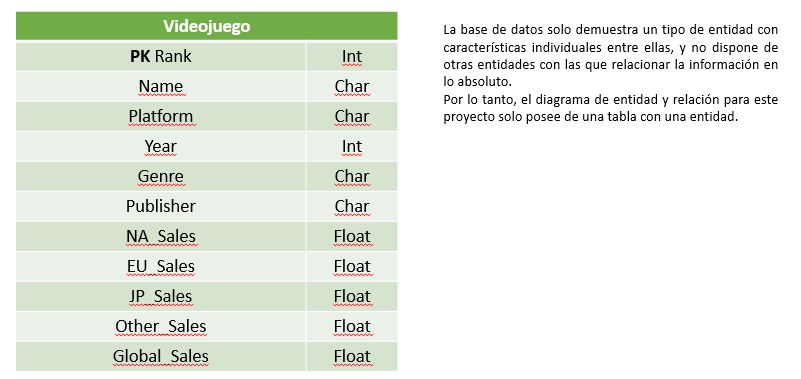 Videojuego
PK Rank Int
Name Char
Platform Char
Year Int
Genre Char
Publisher Char
NA_Sales Float
EU_Sales Float
JP_Sales Float
Other_Sales Float
Global_Sales Float
La base de datos solo demuestra un tipo de entidad con
características individuales entre ellas, y no dispone de
otras entidades con las que relacionar la información en
lo absoluto.
Por lo tanto, el diagrama de entidad y relación para este
proyecto solo posee de una tabla con una entidad.